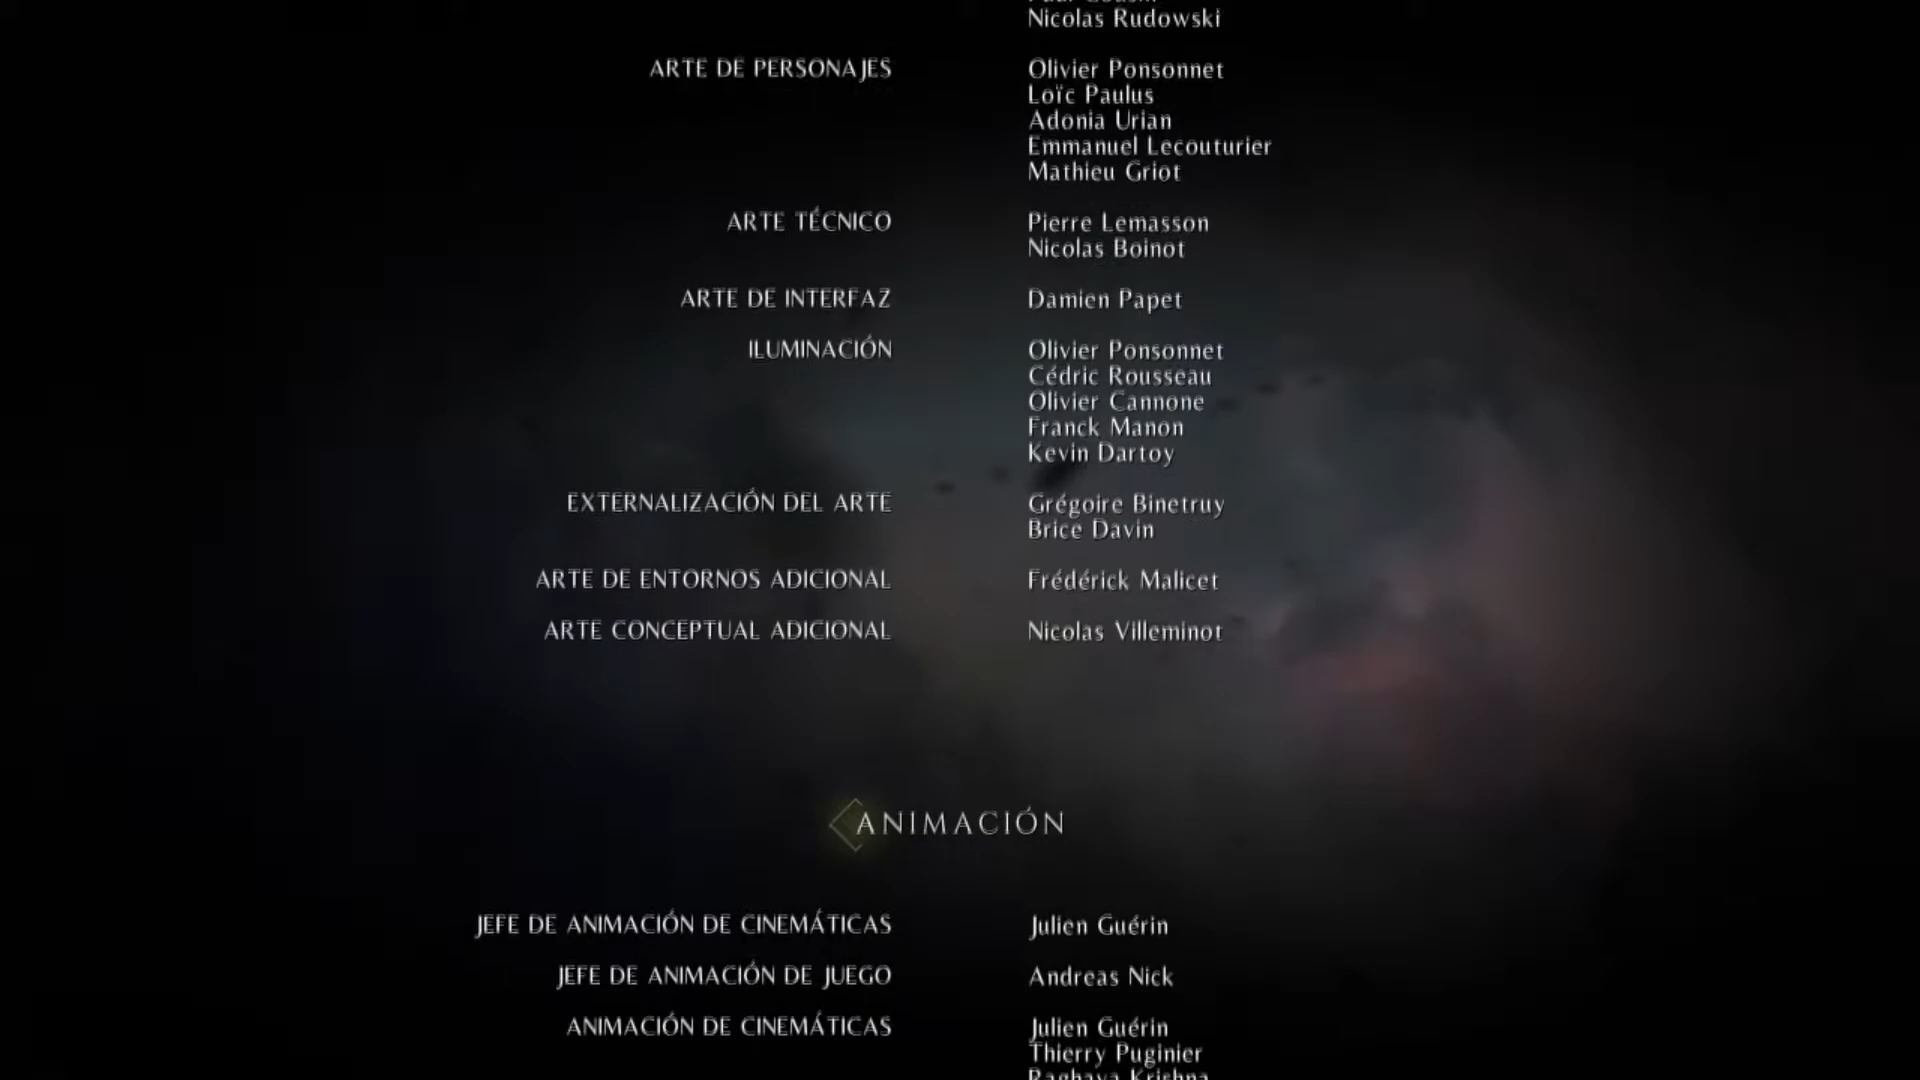 Nicolas Rudowski
ARTE DE PERSONAJES Olivier Ponsonnet
Loïc Paulus
Adonia Urian
Emmanuel Lecouturier
Mathieu Griot
ARTE TÉCNICO Pierre Lemasson
Nicolas Boinot
ARTE DE INTERFAZ Damien Papet
ILUMINACIÓN Olivier Ponsonnet
Cédric Rousseau
Olivier Cannone
Franck Manon
Kevin Dartoy
EXTERNALIZACIÓN DEL ARTE Grégoire Binetruy
Brice Davin
ARTE DE ENTORNOS ADICIONAL Frédérick Malicet
ARTE CONCEPTUAL ADICIONAL Nicolas Villeminot
ANIMACIÓN
JEFE DE ANIMACIÓN DE CINEMÁTICAS Julien Guérin
JEFE DE ANIMACIÓN DE JUEGO Andreas Nick
ANIMACIÓN DE CINEMÁTICAS Julien Guérin
Thierry Puginier
Raghava Krishna